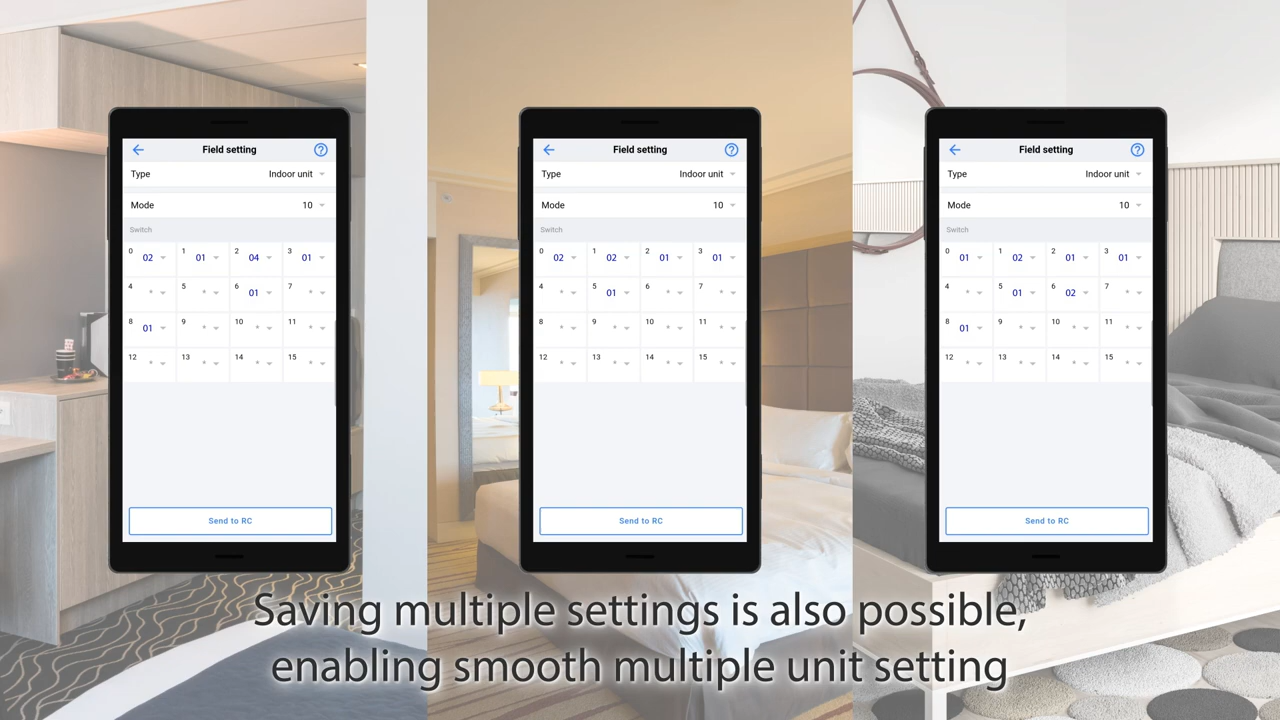 Field setting
Type Indoor unit
Mode 10
Switch
0 02 1 01 2 04 3 01
4 * 5 * 6 01 7 *
8 01 9 * 10 * 11 *
12 * 13 * 14 * 15 *
Send to RC
Field setting
Type Indoor unit
Mode 10
Switch
0 02 1 02 2 01 3 01
4 * 5 01 6 * 7 *
8 * 9 * 10 * 11 *
12 * 13 * 14 * 15 *
Send to RC
Field setting
Type Indoor unit
Mode 10
Switch
0 01 1 02 2 01 3 01
4 * 5 01 6 02 7 *
8 01 9 * 10 * 11 *
12 * 13 * 14 * 15 *
Send to RC
Saving multiple settings is also possible,
enabling smooth multiple unit setting